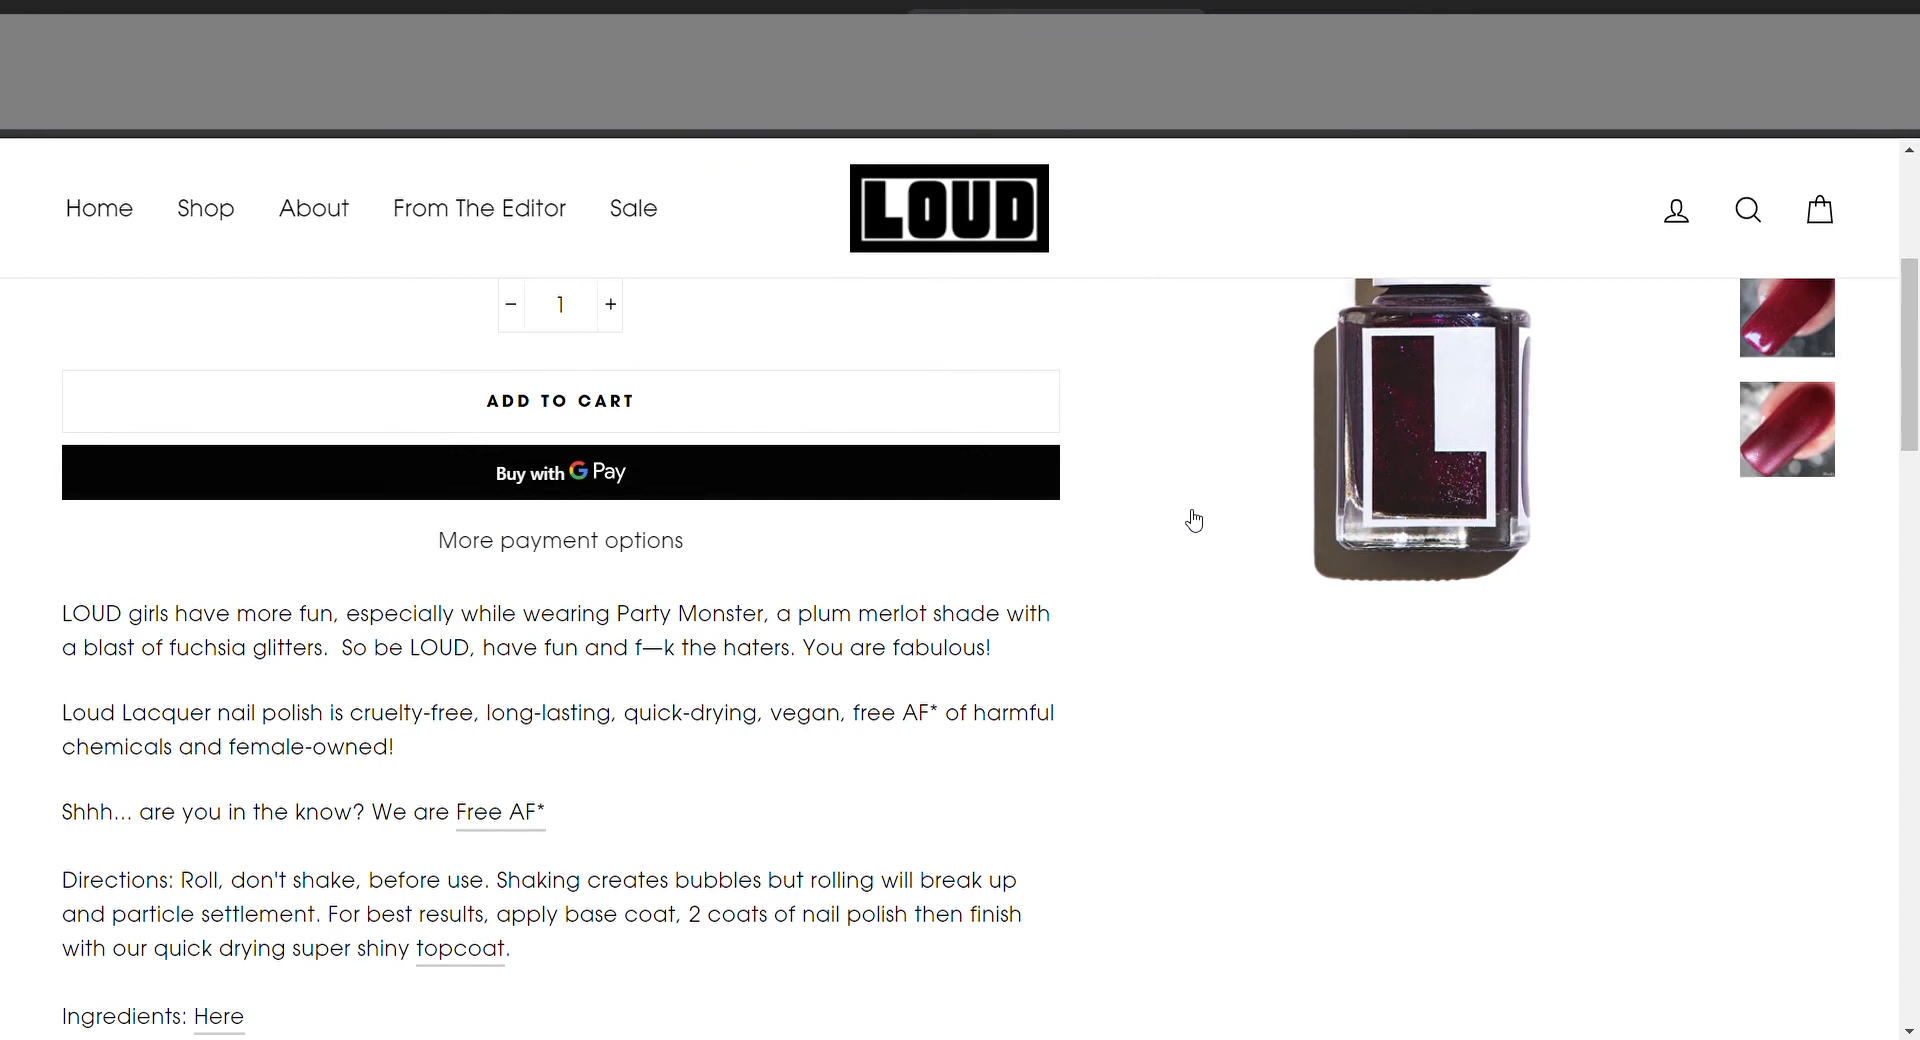 Home Shop About From The Editor Sale
LOUD
− 1 +
ADD TO CART
Buy with G Pay
More payment options
LOUD girls have more fun, especially while wearing Party Monster, a plum merlot shade with
a blast of fuchsia glitters.  So be LOUD, have fun and f—k the haters. You are fabulous!
Loud Lacquer nail polish is cruelty-free, long-lasting, quick-drying, vegan, free AF* of harmful
chemicals and female-owned!
Shhh... are you in the know? We are Free AF*
Directions: Roll, don't shake, before use. Shaking creates bubbles but rolling will break up
and particle settlement. For best results, apply base coat, 2 coats of nail polish then finish
with our quick drying super shiny topcoat.
Ingredients: Here
L